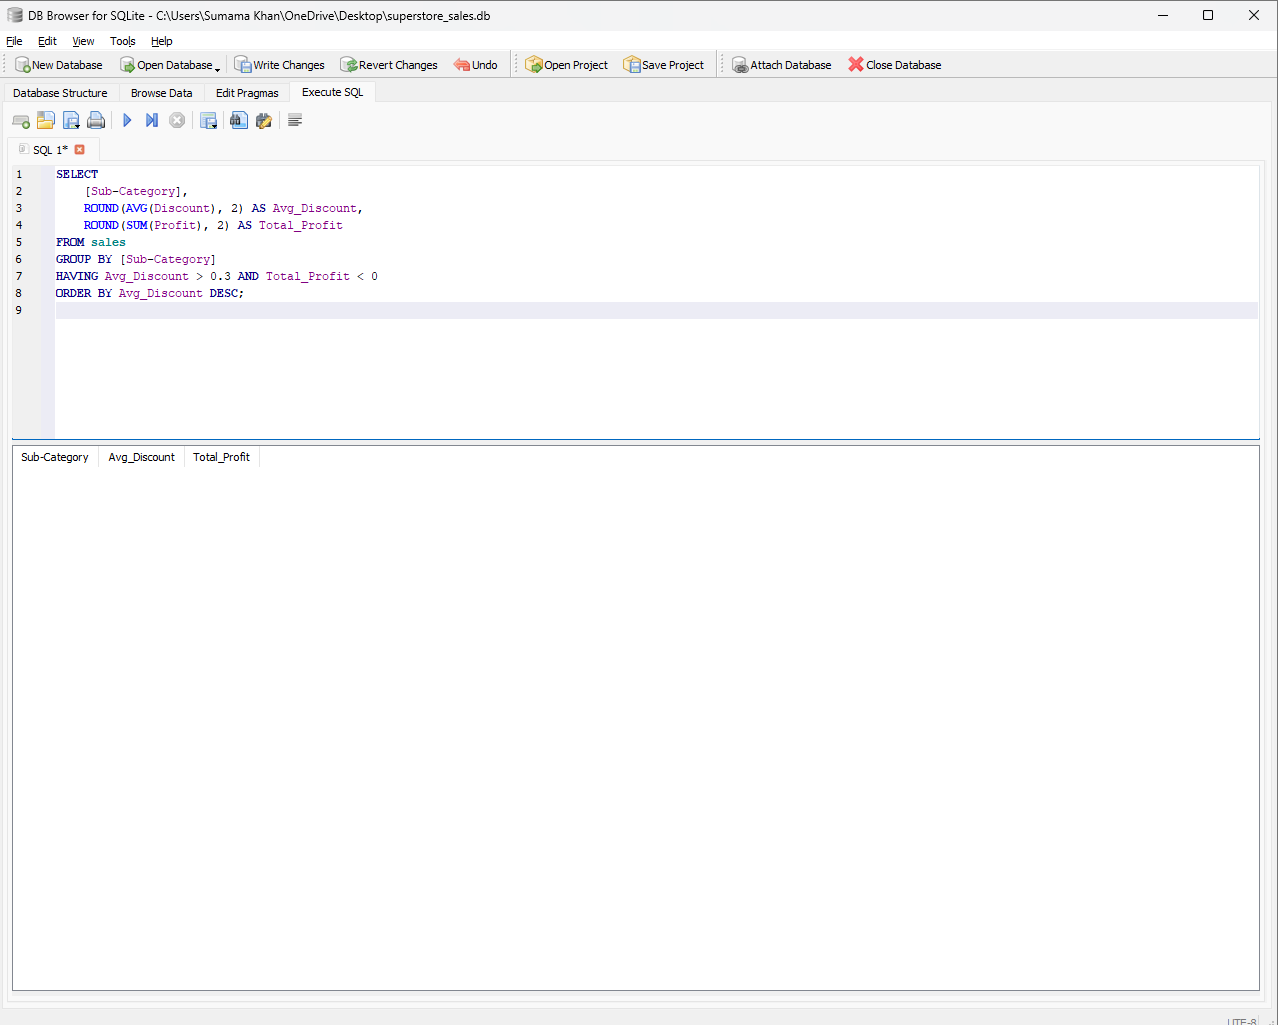 DB Browser for SQLite - C:\Users\Sumama Khan\OneDrive\Desktop\superstore_sales.db
File Edit View Tools Help
New Database Open Database Write Changes Revert Changes Undo Open Project Save Project Attach Database Close Database
Database Structure Browse Data Edit Pragmas Execute SQL
SQL 1*
1 SELECT
2 [Sub-Category],
3 ROUND(AVG(Discount), 2) AS Avg_Discount,
4 ROUND(SUM(Profit), 2) AS Total_Profit
5 FROM sales
6 GROUP BY [Sub-Category]
7 HAVING Avg_Discount > 0.3 AND Total_Profit < 0
8 ORDER BY Avg_Discount DESC;
9
Sub-Category Avg_Discount Total_Profit
UTF-8